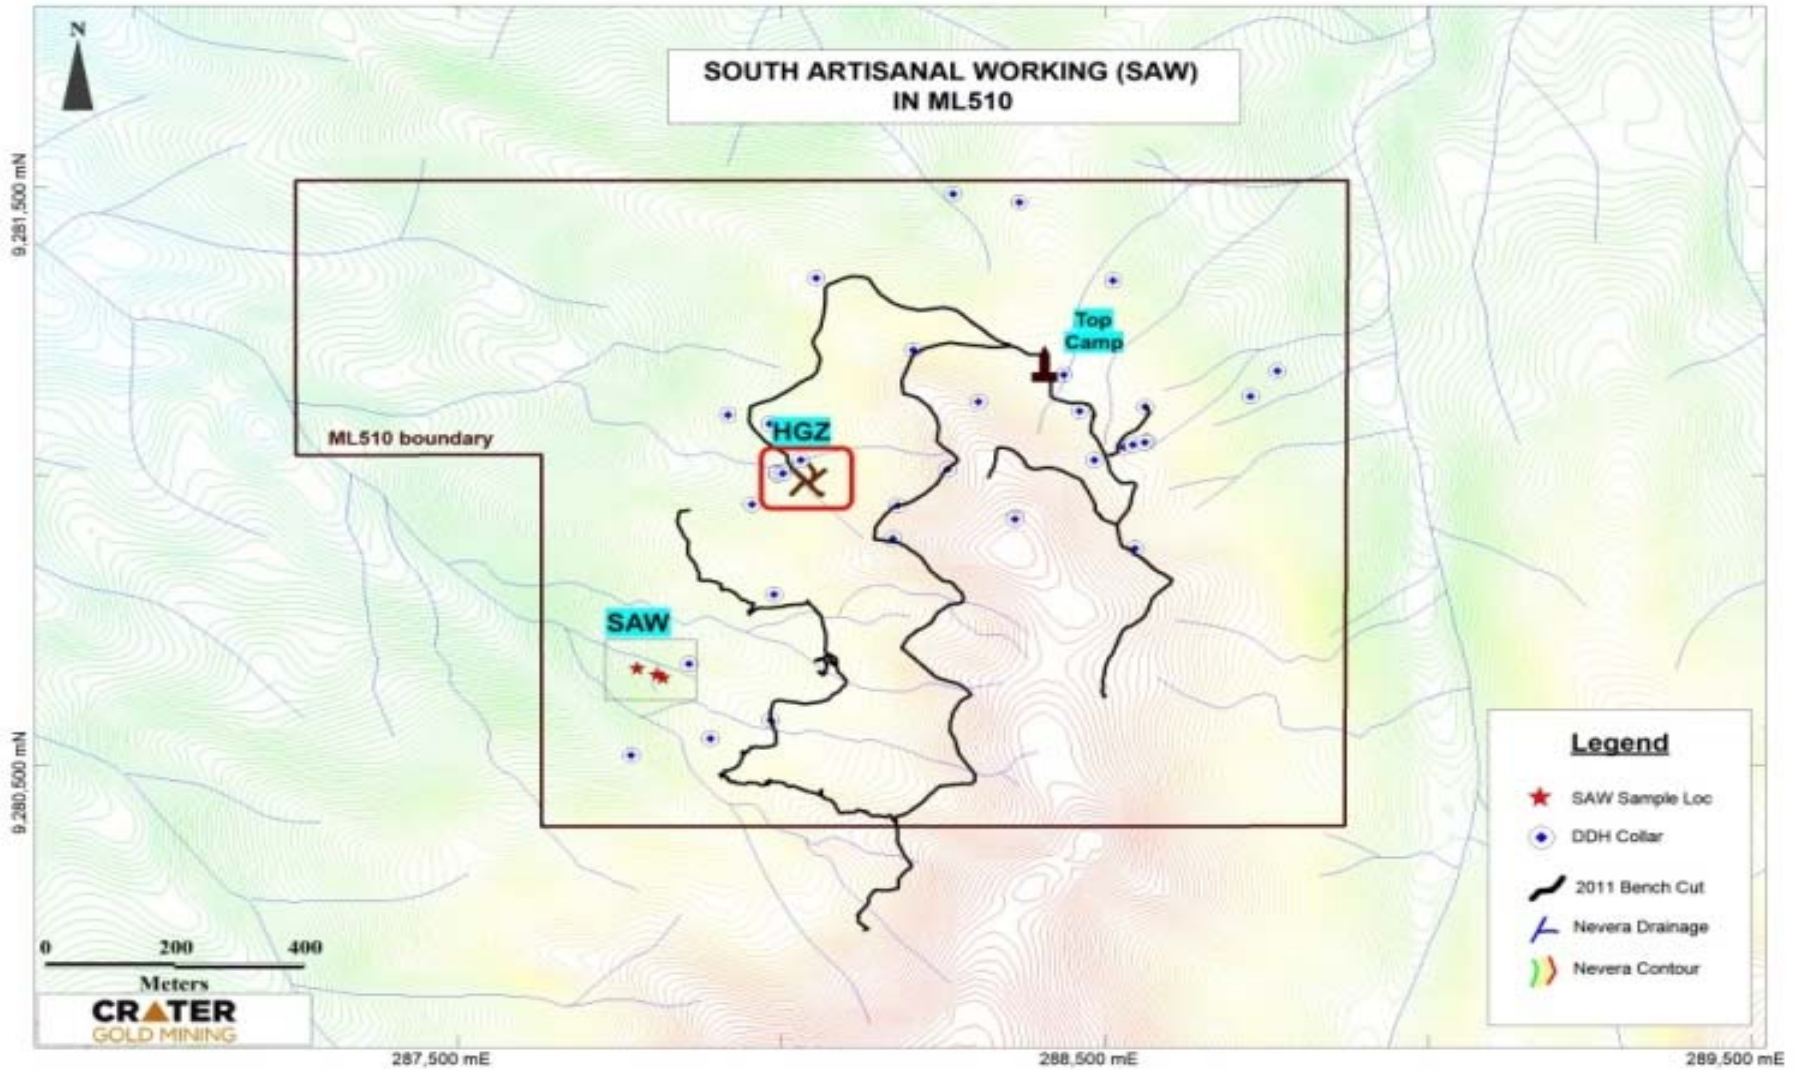 N
SOUTH ARTISANAL WORKING (SAW)
IN ML510
9,281,500 mN
Top
Camp
ML510 boundary
HGZ
SAW
9,280,500 mN
Legend
SAW Sample Loc
DDH Collar
2011 Bench Cut
Nevera Drainage
Nevera Contour
0 200 400
Meters
CRATER
GOLD MINING
287,500 mE 288,500 mE 289,500 mE